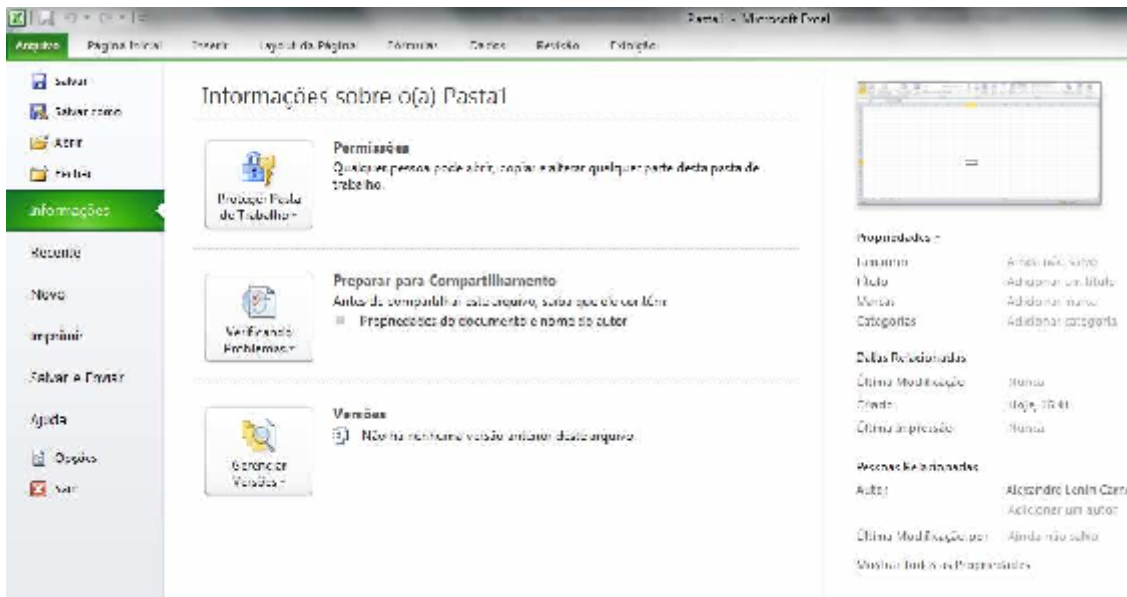 Pasta1 - Microsoft Excel
Arquivo Página Inicial Inserir Layout da Página Fórmulas Dados Revisão Exibição
Salvar
Salvar como
Abrir
Fechar
Informações
Recente
Novo
Imprimir
Salvar e Enviar
Ajuda
Opções
Sair
Informações sobre o(a) Pasta1
Proteger Pasta
de Trabalho
Permissões
Qualquer pessoa pode abrir, copiar e alterar qualquer parte desta pasta de
trabalho.
Verificando
Problemas
Preparar para Compartilhamento
Antes de compartilhar este arquivo, saiba que ele contém:
Propriedades do documento e nome do autor
Gerenciar
Versões
Versões
Não há nenhuma versão anterior deste arquivo.
Propriedades
Tamanho Ainda não salvo
Título Adicionar um título
Marcas Adicionar marca
Categorias Adicionar categoria
Datas Relacionadas
Última Modificação Nunca
Criado Hoje, 16:41
Última Impressão Nunca
Pessoas Relacionadas
Autor Alexandre Lenin Carne
Adicionar um autor
Última Modificação por Ainda não salvo
Mostrar Todas as Propriedades